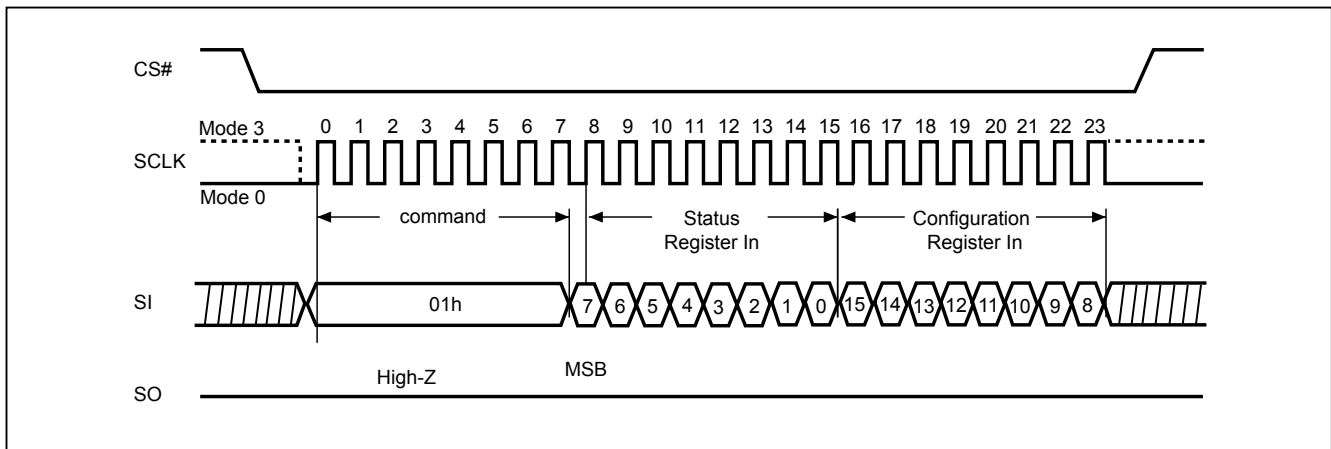 CS#
Mode 3
0 1 2 3 4 5 6 7 8 9 10 11 12 13 14 15 16 17 18 19 20 21 22 23
SCLK
Mode 0
command
Status
Register In
Configuration
Register In
SI
01h
7 6 5 4 3 2 1 0 15 14 13 12 11 10 9 8
High-Z
MSB
SO